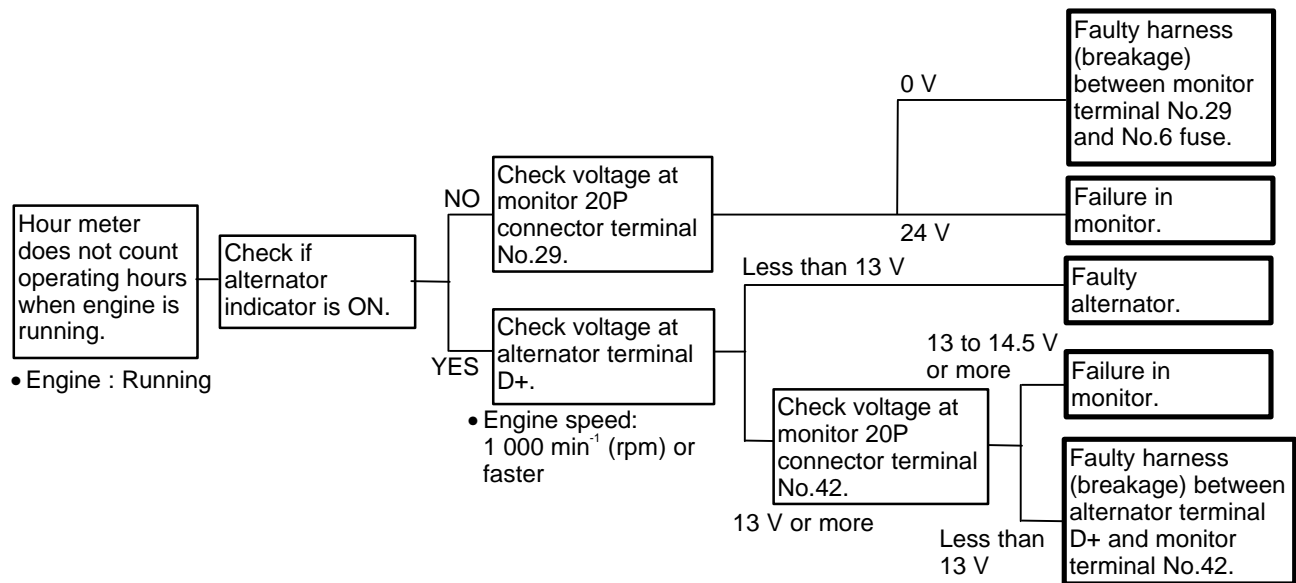 Hour meter
does not count
operating hours
when engine is
running.
• Engine : Running
Check if
alternator
indicator is ON.
NO
Check voltage at
monitor 20P
connector terminal
No.29.
0 V
Faulty harness
(breakage)
between monitor
terminal No.29
and No.6 fuse.
24 V
Failure in
monitor.
YES
Check voltage at
alternator terminal
D+.
• Engine speed:
1 000 min⁻¹ (rpm) or
faster
Less than 13 V
Faulty
alternator.
13 V or more
Check voltage at
monitor 20P
connector terminal
No.42.
13 to 14.5 V
or more
Failure in
monitor.
Less than
13 V
Faulty harness
(breakage) between
alternator terminal
D+ and monitor
terminal No.42.